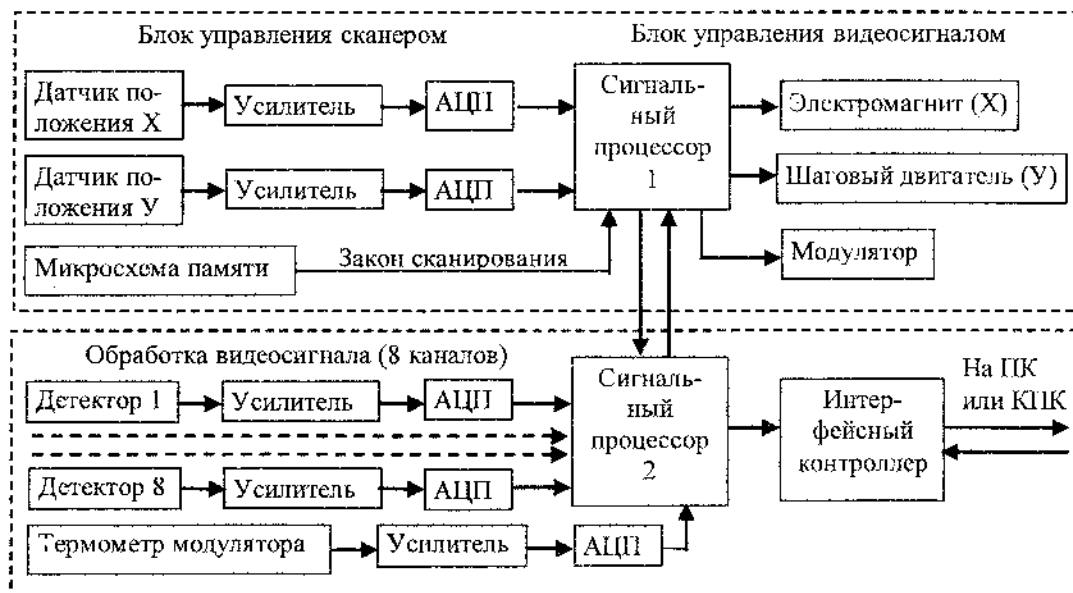 Блок управления сканером
Блок управления видеосигналом
Датчик по-
ложения X
Усилитель
АЦП
Сигналь-
ный
процессор
1
Электромагнит (X)
Датчик по-
ложения У
Усилитель
АЦП
Шаговый двигатель (У)
Микросхема памяти
Закон сканирования
Модулятор
Обработка видеосигнала (8 каналов)
Детектор 1
Усилитель
АЦП
Сигналь-
ный
процессор
2
Интер-
фейсный
контроллер
На ПК
или КПК
Детектор 8
Усилитель
АЦП
Термометр модулятора
Усилитель
АЦП